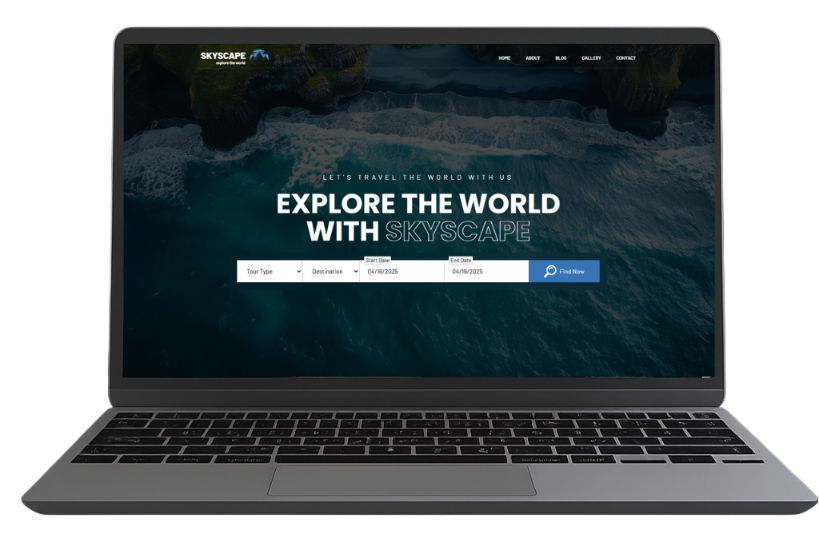 SKYSCAPE
explore the world
HOME ABOUT BLOG GALLERY CONTACT
LET'S TRAVEL THE WORLD WITH US
EXPLORE THE WORLD
WITH SKYSCAPE
Start Date End Date
Tour Type Destination 04/16/2025 04/16/2025 Find Now